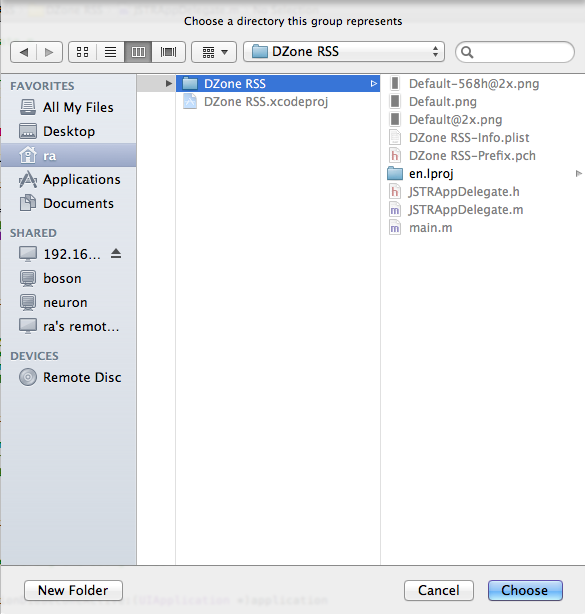 Choose a directory this group represents
DZone RSS
FAVORITES
All My Files
Desktop
ra
Applications
Documents
SHARED
192.16...
boson
neuron
ra's remot...
DEVICES
Remote Disc
DZone RSS
DZone RSS.xcodeproj
Default-568h@2x.png
Default.png
Default@2x.png
DZone RSS-Info.plist
DZone RSS-Prefix.pch
en.lproj
JSTRAppDelegate.h
JSTRAppDelegate.m
main.m
New Folder
Cancel
Choose